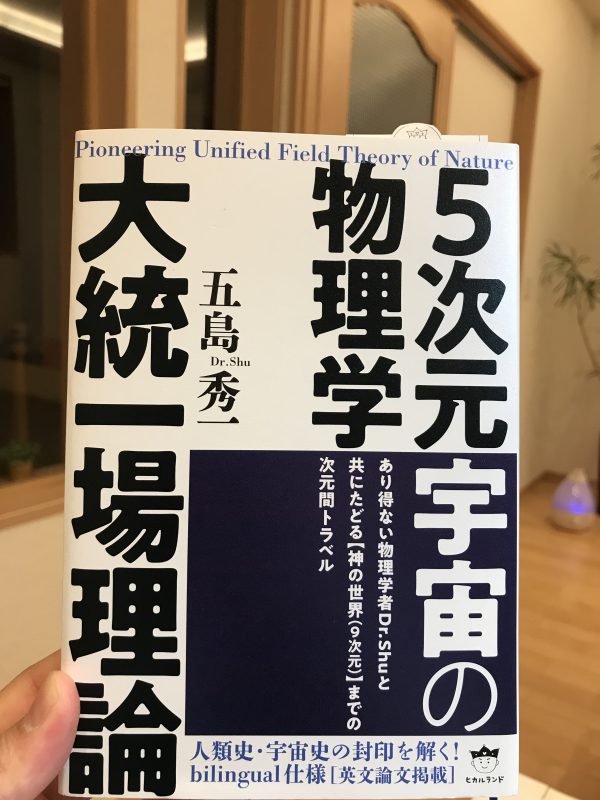 Pioneering Unified Field Theory of Nature
5次元宇宙の
物理学
大統一場理論
五島秀一
Dr.Shu
あり得ない物理学者Dr.Shuと
共にたどる【神の世界(9次元)】までの
次元間トラベル
人類史・宇宙史の封印を解く!
bilingual仕様[英文論文掲載]
ヒカルランド